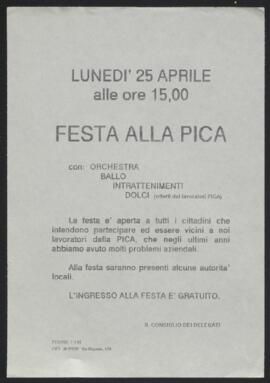 LUNEDI' 25 APRILE
alle ore 15,00
FESTA ALLA PICA
con: ORCHESTRA
BALLO
INTRATTENIMENTI
DOLCI (offerti dai lavoratori PICA)
La festa e' aperta a tutti i cittadini che
intendono partecipare ed essere vicini a noi
lavoratori della PICA, che negli ultimi anni
abbiamo avuto molti problemi aziendali.
Alla festa saranno presenti alcune autorita'
locali.
L'INGRESSO ALLA FESTA E' GRATUITO.
IL CONSIGLIO DEI DELEGATI